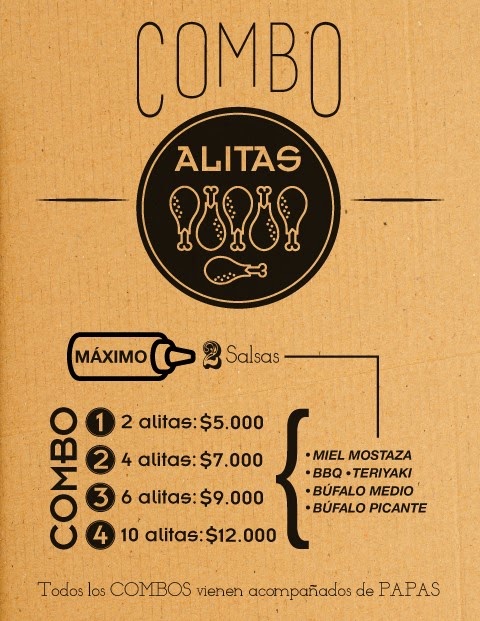 COMBO
ALITAS
MÁXIMO 2 Salsas
COMBO
1 2 alitas: $5.000
2 4 alitas: $7.000
3 6 alitas: $9.000
4 10 alitas: $12.000
• MIEL MOSTAZA
• BBQ • TERIYAKI
• BÚFALO MEDIO
• BÚFALO PICANTE
Todos los COMBOS vienen acompañados de PAPAS